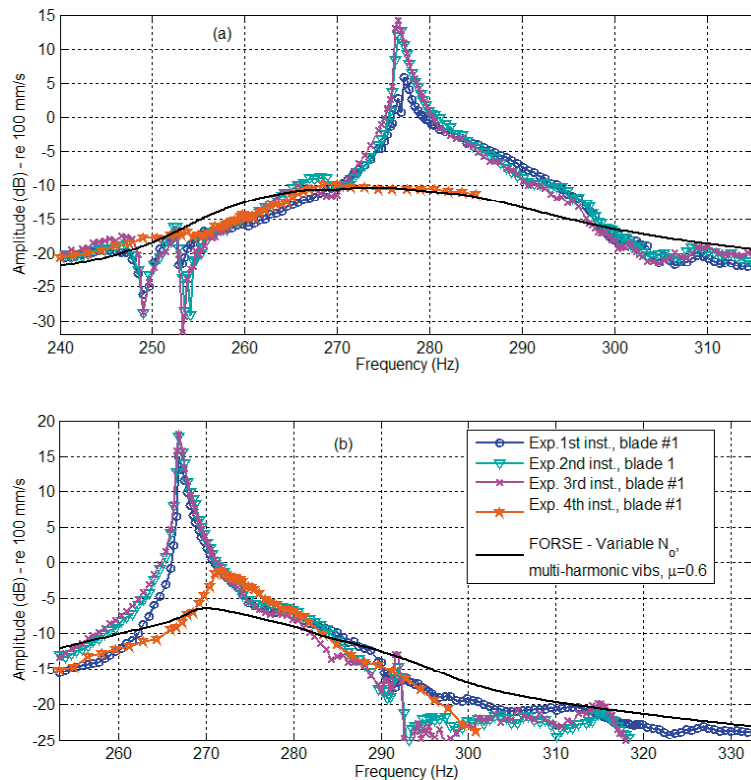 (a)
Amplitude (dB) - re 100 mm/s
15
10
5
0
-5
-10
-15
-20
-25
-30
240 250 260 270 280 290 300 310
Frequency (Hz)
(b)
Amplitude (dB) - re 100 mm/s
20
15
10
5
0
-5
-10
-15
-20
-25
Exp.1st inst., blade #1
Exp.2nd inst., blade 1
Exp. 3rd inst., blade #1
Exp. 4th inst., blade #1
FORSE - Variable No,
multi-harmonic vibs, μ=0.6
260 270 280 290 300 310 320 330
Frequency (Hz)